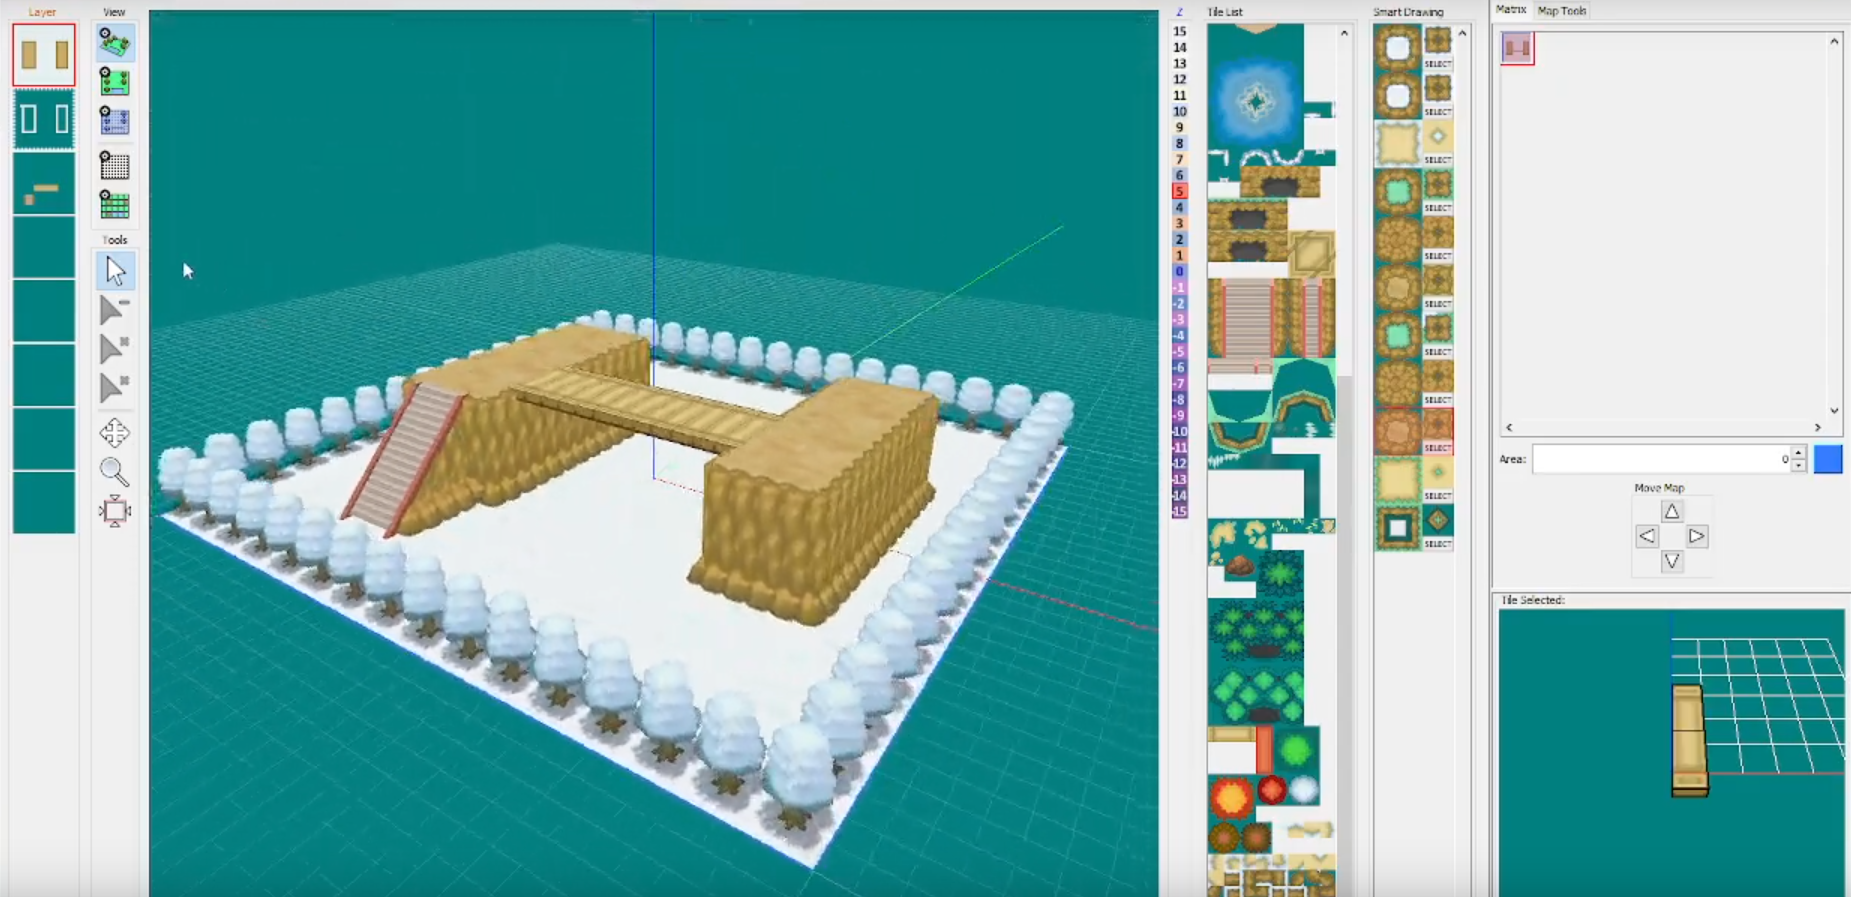 Layer
View
Z
Tile List
Smart Drawing
Matrix
Map Tools
15
14
13
12
11
10
9
8
7
6
5
4
3
2
1
0
-1
-2
-3
-4
-5
-6
-7
-8
-9
-10
-11
-12
-13
-14
-15
SELECT
SELECT
SELECT
SELECT
SELECT
SELECT
SELECT
SELECT
SELECT
SELECT
SELECT
Tools
Area:
0
Move Map
Tile Selected: